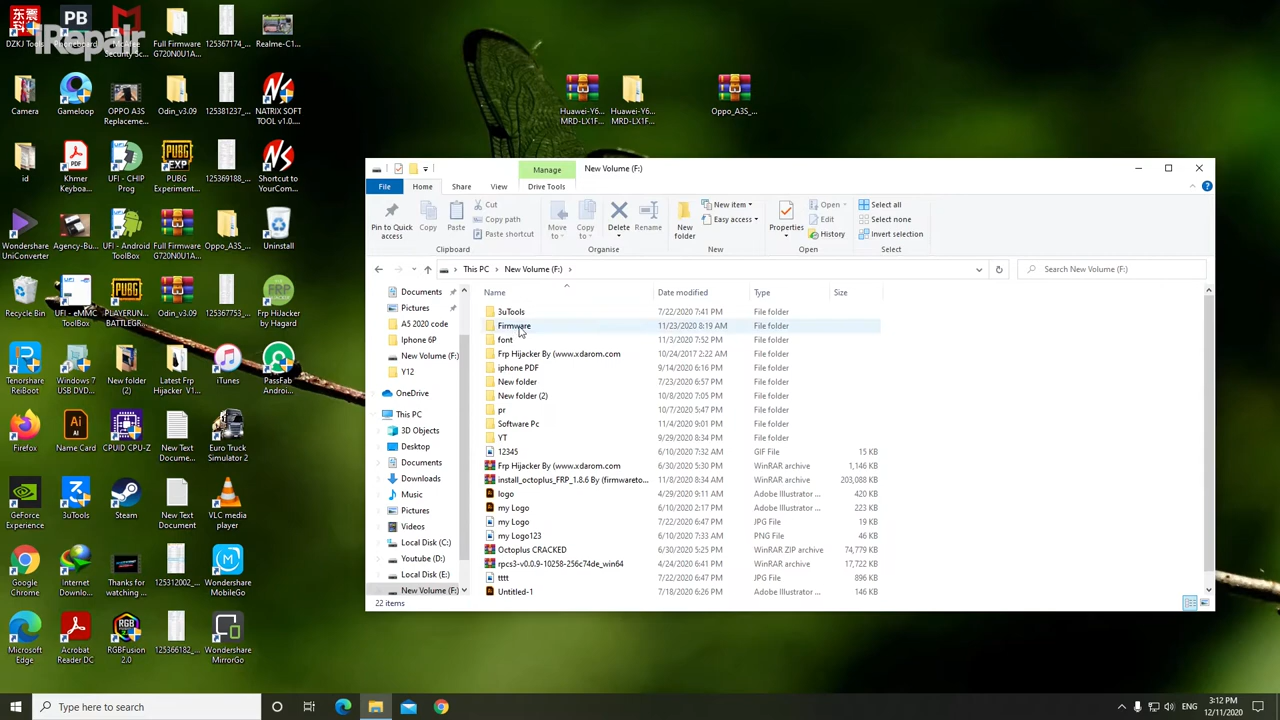 iRepair
DZKJ Tools
Phoneboard
McAfee
Security Sc...
Full Firmware
G720N0U1A...
125367174_...
Realme-C1...
Camera
Gameloop
OPPO A3S
Replaceme...
Odin_v3.09
125381237_...
NATRIX SOFT
TOOL v1.0....
Huawei-Y6...
MRD-LX1F...
Huawei-Y6...
MRD-LX1F...
Oppo_A3S_...
id
Khmer
Keyboa...
UFI - CHIP
Prog
PUBG
EXP
PUBG
Experiment...
125369188_...
Shortcut to
YourCom...
Wondershare
UniConverter
Agency-Bu...
UFI - Android
ToolBox
Full Firmware
G720N0U1A...
Oppo_A3S_...
Uninstall
Recycle Bin
UFI - eMMC
ToolBox
PLAYERUN...
BATTLEGR...
Odin_v3.09
125367753_...
FRP
Hijacker
FRP Hijacker
by Hagard
Tenorshare
ReiBoot
Windows 7
USB DVD...
New folder
(2)
Latest Frp
Hijacker_V1...
iTunes
PassFab
Androi...
Firefox
Name Card
CPUID CPU-Z
New Text
Docume...
Backup
Euro Truck
Simulator 2
GeForce
Experience
3uTools
Steam
New Text
Document
VLC media
player
Google
Chrome
Internet
Downlo...
Thanks for
watching ...
125312002_...
Wondershare
MobileGo
Microsoft
Edge
Acrobat
Reader DC
RGBFusion
2.0
125366182_...
Wondershare
MirrorGo
Manage
New Volume (F:)
File
Home
Share
View
Drive Tools
Pin to Quick
access
Copy
Paste
Cut
Copy path
Paste shortcut
Clipboard
Move
to
Copy
to
Delete
Rename
Organise
New
folder
New item
Easy access
New
Properties
Open
Edit
History
Open
Select all
Select none
Invert selection
Select
This PC > New Volume (F:) >
Search New Volume (F:)
Documents
Pictures
A5 2020 code
Iphone 6P
New Volume (F:)
Y12
OneDrive
This PC
3D Objects
Desktop
Documents
Downloads
Music
Pictures
Videos
Local Disk (C:)
Youtube (D:)
Local Disk (E:)
New Volume (F:)
Name Date modified Type Size
3uTools 7/22/2020 7:41 PM File folder
Firmware 11/23/2020 8:19 AM File folder
font 11/3/2020 7:52 PM File folder
Frp Hijacker By (www.xdarom.com 10/24/2017 2:22 AM File folder
iphone PDF 9/14/2020 6:16 PM File folder
New folder 7/23/2020 6:57 PM File folder
New folder (2) 10/8/2020 7:05 PM File folder
pr 10/7/2020 5:47 PM File folder
Software Pc 11/4/2020 9:01 PM File folder
YT 9/29/2020 8:34 PM File folder
12345 6/10/2020 7:32 AM GIF File 15 KB
Frp Hijacker By (www.xdarom.com 6/30/2020 5:30 PM WinRAR archive 1,146 KB
install_octoplus_FRP_1.8.6 By (firmwareto... 11/8/2020 8:34 AM WinRAR archive 203,088 KB
logo 4/29/2020 9:11 AM Adobe Illustrator ... 420 KB
my Logo 6/10/2020 2:17 PM Adobe Illustrator ... 223 KB
my Logo 7/22/2020 6:47 PM JPG File 19 KB
my Logo123 6/10/2020 7:33 AM PNG File 46 KB
Octoplus CRACKED 6/30/2020 5:25 PM WinRAR ZIP archive 74,779 KB
rpcs3-v0.0.9-10258-256c74de_win64 4/24/2020 6:41 PM WinRAR archive 17,722 KB
tttt 7/22/2020 6:47 PM JPG File 896 KB
Untitled-1 7/18/2020 6:26 PM Adobe Illustrator ... 146 KB
22 items
Type here to search
3:12 PM
12/11/2020